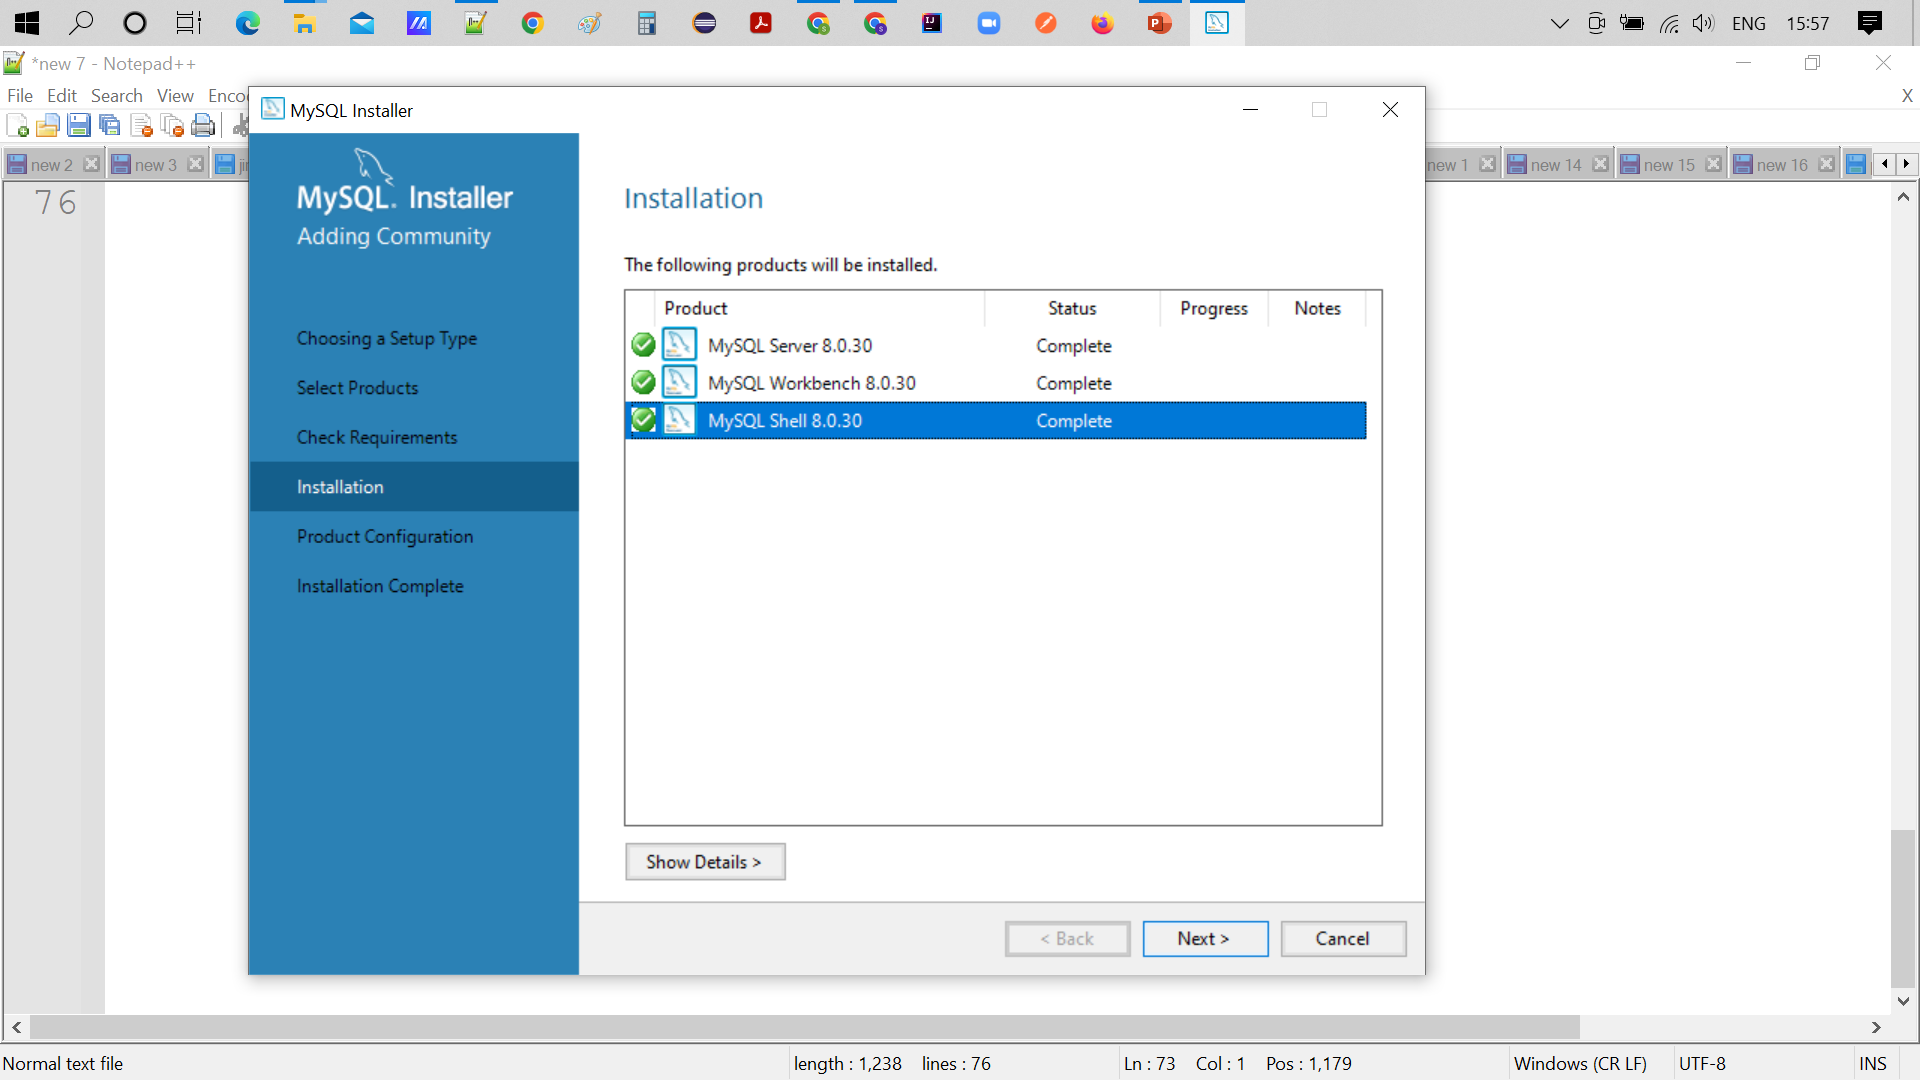 ENG 15:57
*new 7 - Notepad++
File Edit Search View Enco
X
MySQL Installer
new 2 new 3 new 1 new 14 new 15 new 16
76
MySQL. Installer
Adding Community
Choosing a Setup Type
Select Products
Check Requirements
Installation
Product Configuration
Installation Complete
Installation
The following products will be installed.
Product Status Progress Notes
MySQL Server 8.0.30 Complete
MySQL Workbench 8.0.30 Complete
MySQL Shell 8.0.30 Complete
Show Details >
< Back Next > Cancel
Normal text file length : 1,238 lines : 76 Ln : 73 Col : 1 Pos : 1,179 Windows (CR LF) UTF-8 INS